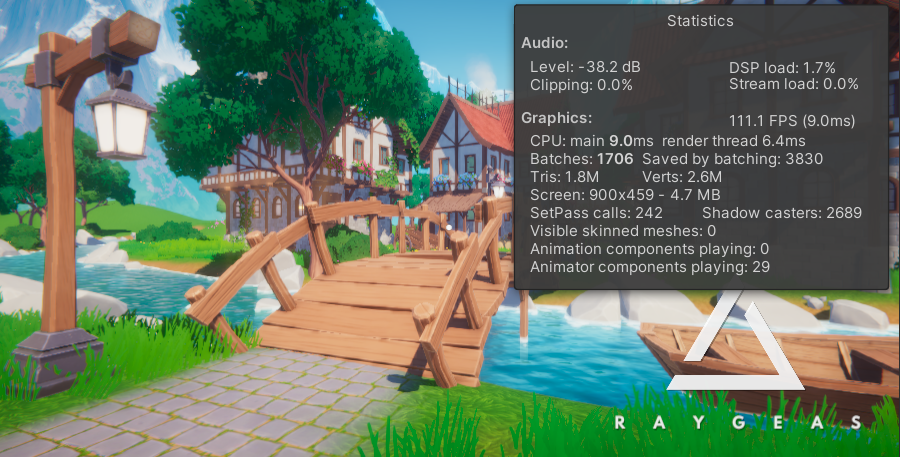 Statistics
Audio:
Level: -38.2 dB DSP load: 1.7%
Clipping: 0.0% Stream load: 0.0%
Graphics: 111.1 FPS (9.0ms)
CPU: main 9.0ms render thread 6.4ms
Batches: 1706 Saved by batching: 3830
Tris: 1.8M Verts: 2.6M
Screen: 900x459 - 4.7 MB
SetPass calls: 242 Shadow casters: 2689
Visible skinned meshes: 0
Animation components playing: 0
Animator components playing: 29
RAYGEAS